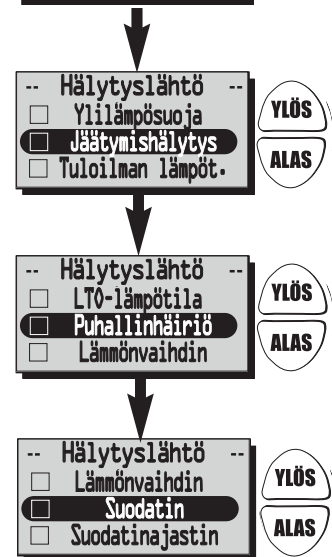 -- Hälytyslähtö --
Ylilämpösuoja
Jäätymishälytys
Tuloilman lämpöt.
YLÖS
ALAS
-- Hälytyslähtö --
LTO-lämpötila
Puhallinhäiriö
Lämmönvaihdin
YLÖS
ALAS
-- Hälytyslähtö --
Lämmönvaihdin
Suodatin
Suodatinajastin
YLÖS
ALAS